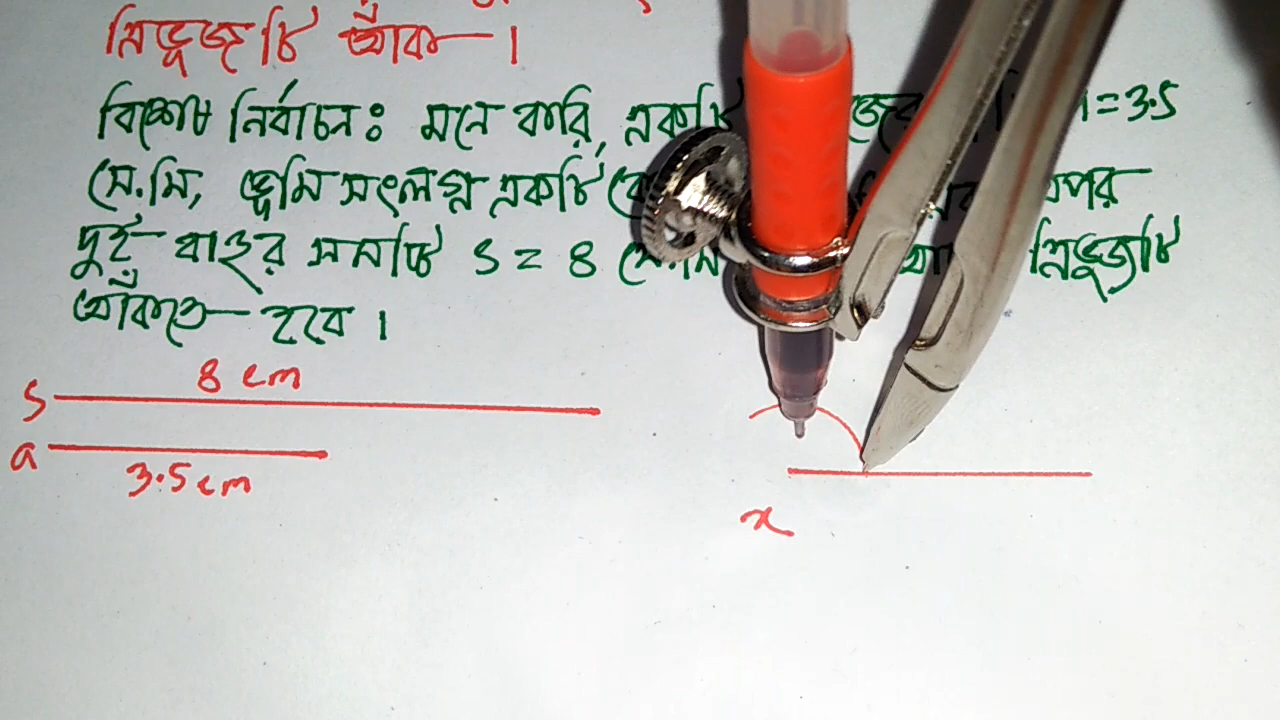 ত্রিভুজটি আঁক।
বিশেষ নির্বাচন: মনে করি, একটি = 3.5
সে.মি, ভূমি সংলগ্ন একটি অপর
দুই বাহুর সমষ্টি S = 8 সে.মি ত্রিভুজটি
আঁকতে হবে।
8 cm
S
a
3.5 cm
x